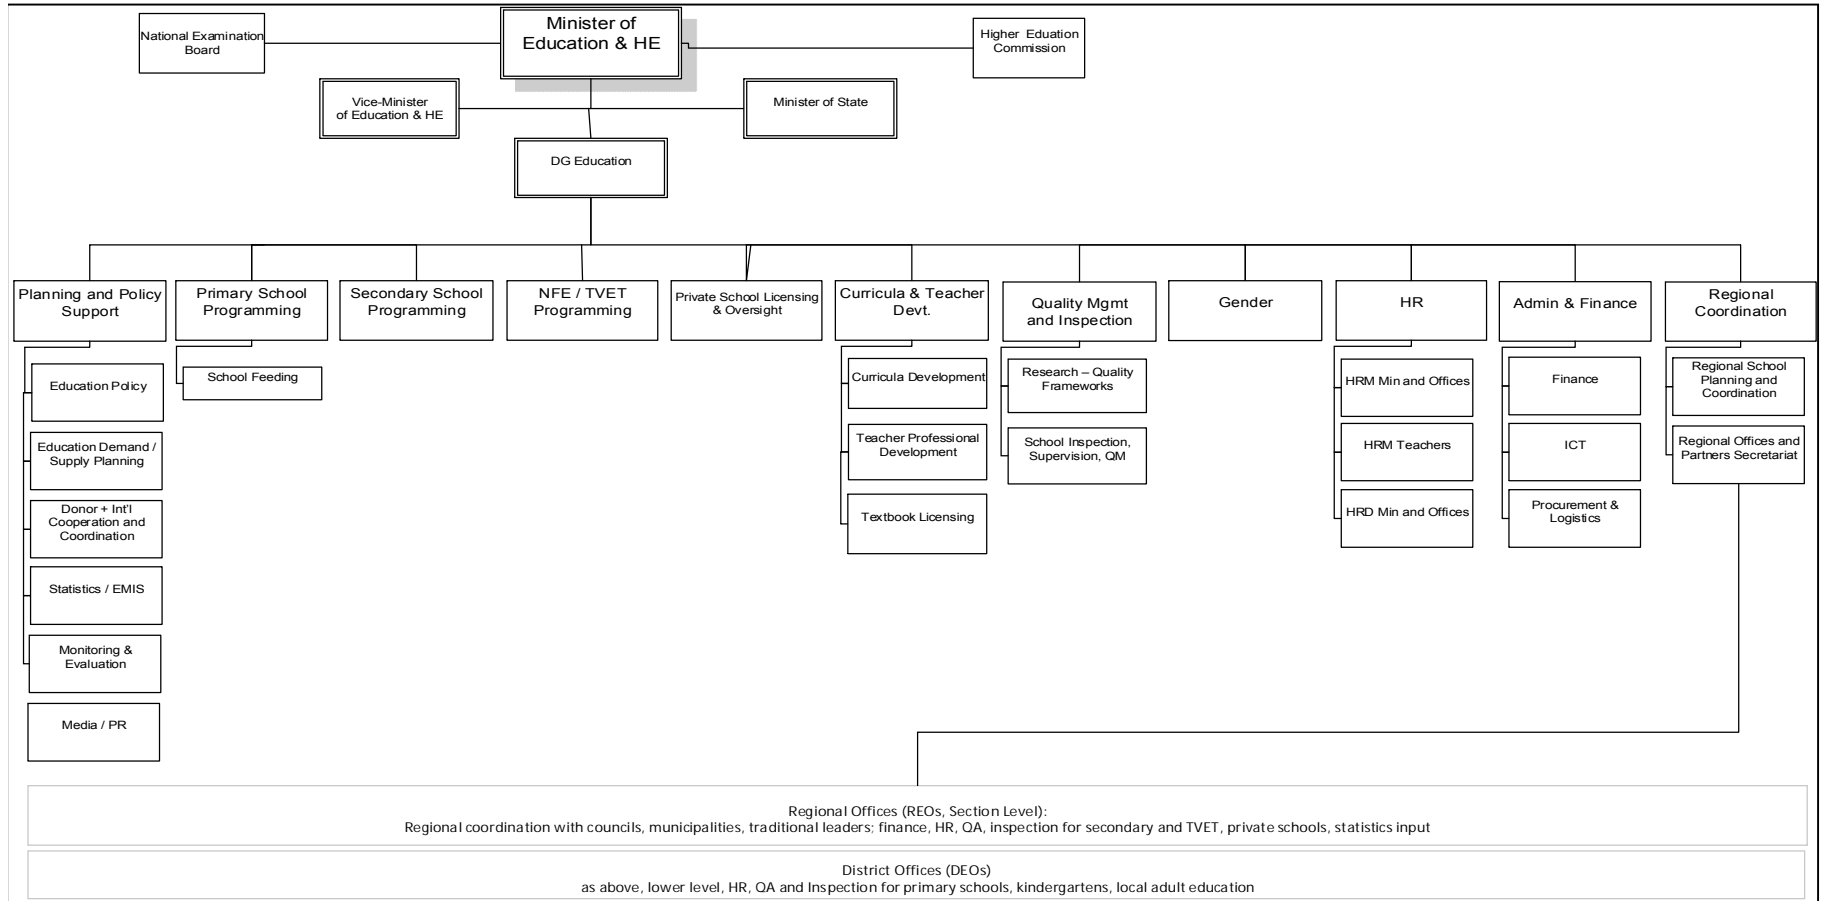 Minister of
Education & HE
National Examination
Board
Higher Eduation
Commission
Vice-Minister
of Education & HE
Minister of State
DG Education
Planning and Policy
Support
Primary School
Programming
Secondary School
Programming
NFE / TVET
Programming
Private School Licensing
& Oversight
Curricula & Teacher
Devt.
Quality Mgmt
and Inspection
Gender
HR
Admin & Finance
Regional
Coordination
Education Policy
Education Demand /
Supply Planning
Donor + Int'l
Cooperation and
Coordination
Statistics / EMIS
Monitoring &
Evaluation
Media / PR
School Feeding
Curricula Development
Teacher Professional
Development
Textbook Licensing
Research – Quality
Frameworks
School Inspection,
Supervision, QM
HRM Min and Offices
HRM Teachers
HRD Min and Offices
Finance
ICT
Procurement &
Logistics
Regional School
Planning and
Coordination
Regional Offices and
Partners Secretariat
Regional Offices (REOs, Section Level):
Regional coordination with councils, municipalities, traditional leaders; finance, HR, QA, inspection for secondary and TVET, private schools, statistics input
District Offices (DEOs)
as above, lower level, HR, QA and Inspection for primary schools, kindergartens, local adult education